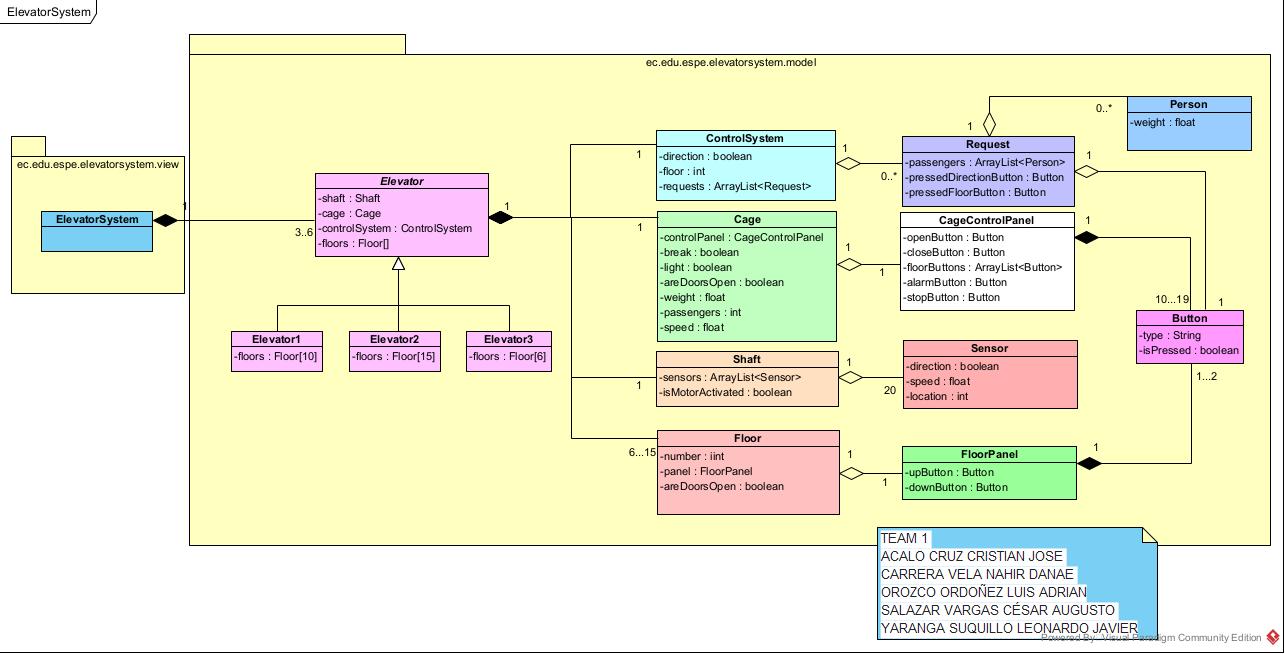 ElevatorSystem
ec.edu.espe.elevatorsystem.model
ec.edu.espe.elevatorsystem.view
ElevatorSystem
1
3..6
Elevator
-shaft : Shaft
-cage : Cage
-controlSystem : ControlSystem
-floors : Floor[]
1
Elevator1
-floors : Floor[10]
Elevator2
-floors : Floor[15]
Elevator3
-floors : Floor[6]
1
ControlSystem
-direction : boolean
-floor : int
-requests : ArrayList<Request>
1
0..*
1
Cage
-controlPanel : CageControlPanel
-break : boolean
-light : boolean
-areDoorsOpen : boolean
-weight : float
-passengers : int
-speed : float
1
1
1
Shaft
-sensors : ArrayList<Sensor>
-isMotorActivated : boolean
1
20
6...15
Floor
-number : iint
-panel : FloorPanel
-areDoorsOpen : boolean
1
1
Person
-weight : float
0..*
1
Request
-passengers : ArrayList<Person>
-pressedDirectionButton : Button
-pressedFloorButton : Button
1
CageControlPanel
-openButton : Button
-closeButton : Button
-floorButtons : ArrayList<Button>
-alarmButton : Button
-stopButton : Button
1
10...19
1
Button
-type : String
-isPressed : boolean
1...2
Sensor
-direction : boolean
-speed : float
-location : int
FloorPanel
-upButton : Button
-downButton : Button
1
TEAM 1
ACALO CRUZ CRISTIAN JOSE
CARRERA VELA NAHIR DANAE
OROZCO ORDOÑEZ LUIS ADRIAN
SALAZAR VARGAS CÉSAR AUGUSTO
YARANGA SUQUILLO LEONARDO JAVIER
Powered By Visual Paradigm Community Edition